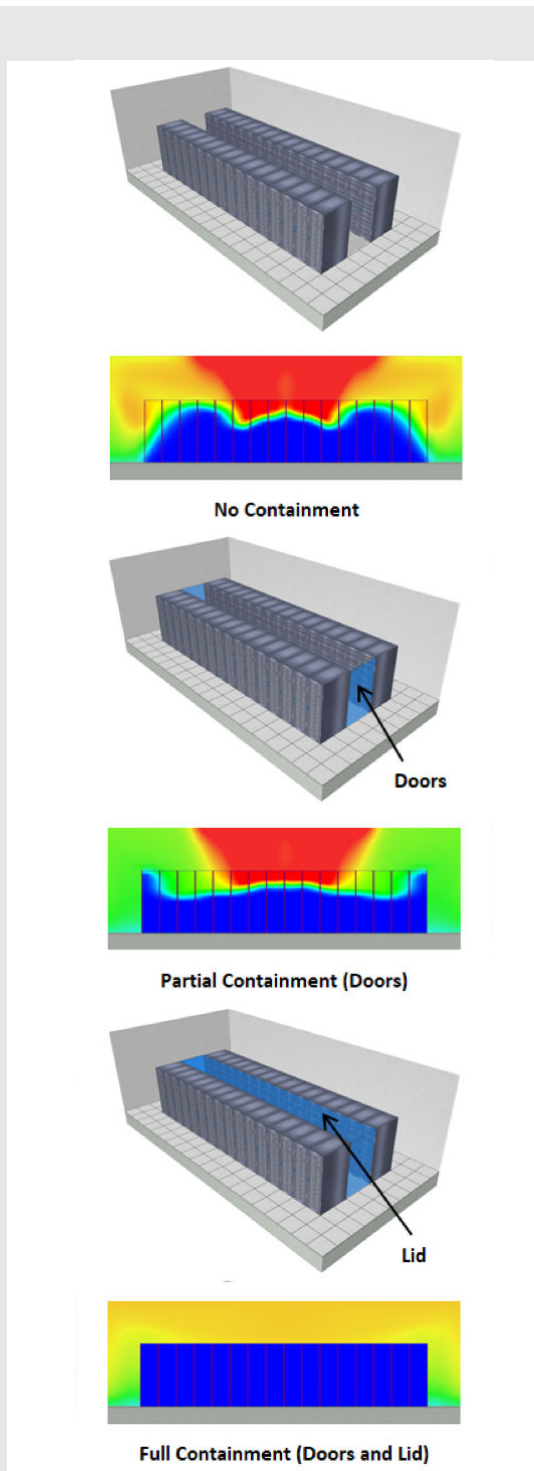 No Containment
Doors
Partial Containment (Doors)
Lid
Full Containment (Doors and Lid)